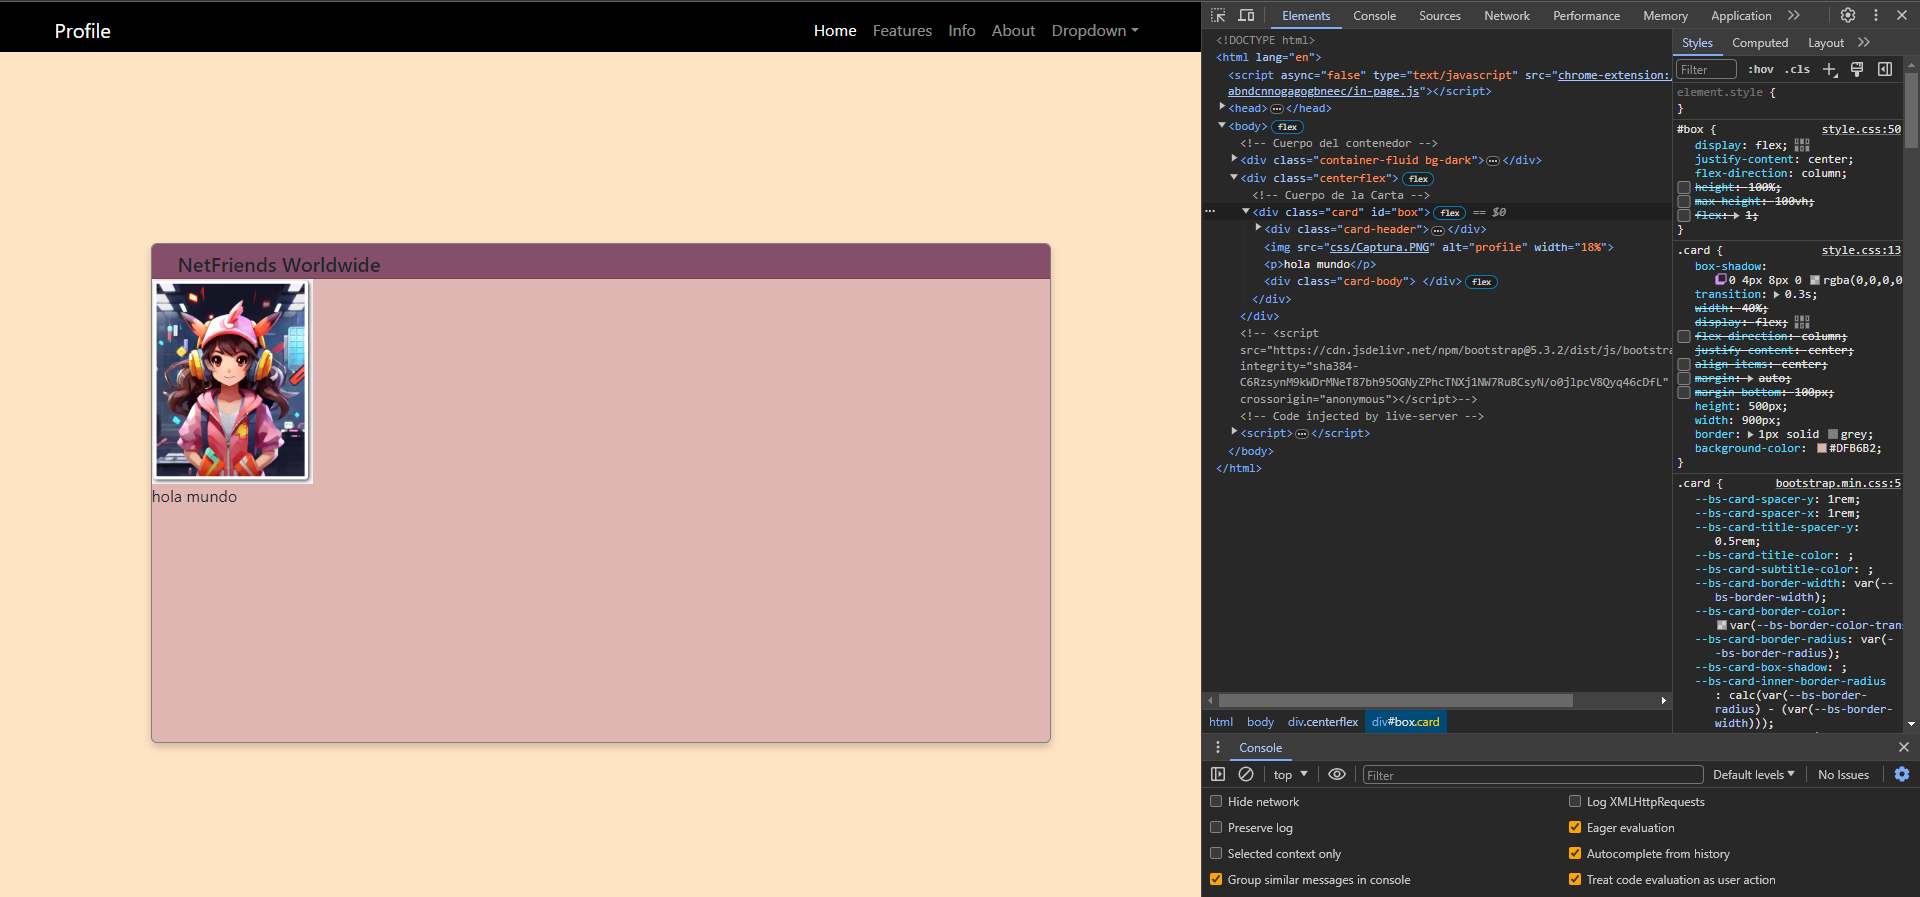 Profile
Home Features Info About Dropdown
NetFriends Worldwide
hola mundo
Elements Console Sources Network Performance Memory Application
<!DOCTYPE html>
<html lang="en">
<script async="false" type="text/javascript" src="chrome-extension:
abndcnnogagogbneec/in-page.js"></script>
<head> </head>
<body> flex
<!-- Cuerpo del contenedor -->
<div class="container-fluid bg-dark"> </div>
<div class="centerflex"> flex
<!-- Cuerpo de la Carta -->
<div class="card" id="box"> flex == $0
<div class="card-header"> </div>
<img src="css/Captura.PNG" alt="profile" width="18%">
<p>hola mundo</p>
<div class="card-body"> </div> flex
</div>
</div>
<!-- <script
src="https://cdn.jsdelivr.net/npm/bootstrap@5.3.2/dist/js/bootstra
integrity="sha384-
C6RzsynM9kWDrMNeT87bh95OGNyZPhcTNXj1NW7RuBCsyN/o0jlpcV8Qyq46cDfL"
crossorigin="anonymous"></script>-->
<!-- Code injected by live-server -->
<script> </script>
</body>
</html>
html body div.centerflex div#box.card
Styles Computed Layout
Filter :hov .cls
element.style {
}
#box { style.css:50
display: flex;
justify-content: center;
flex-direction: column;
height: 100%;
max-height: 100vh;
flex: 1;
}
.card { style.css:13
box-shadow:
0 4px 8px 0 rgba(0,0,0,0
transition: 0.3s;
width: 40%;
display: flex;
flex-direction: column;
justify-content: center;
align-items: center;
margin: auto;
margin-bottom: 100px;
height: 500px;
width: 900px;
border: 1px solid grey;
background-color: #DFB6B2;
}
.card { bootstrap.min.css:5
--bs-card-spacer-y: 1rem;
--bs-card-spacer-x: 1rem;
--bs-card-title-spacer-y:
0.5rem;
--bs-card-title-color: ;
--bs-card-subtitle-color: ;
--bs-card-border-width: var(--
bs-border-width);
--bs-card-border-color:
var(--bs-border-color-tran
--bs-card-border-radius: var(-
-bs-border-radius);
--bs-card-box-shadow: ;
--bs-card-inner-border-radius
: calc(var(--bs-border-
radius) - (var(--bs-border-
width)));
Console
top Filter Default levels No Issues
Hide network Log XMLHttpRequests
Preserve log Eager evaluation
Selected context only Autocomplete from history
Group similar messages in console Treat code evaluation as user action